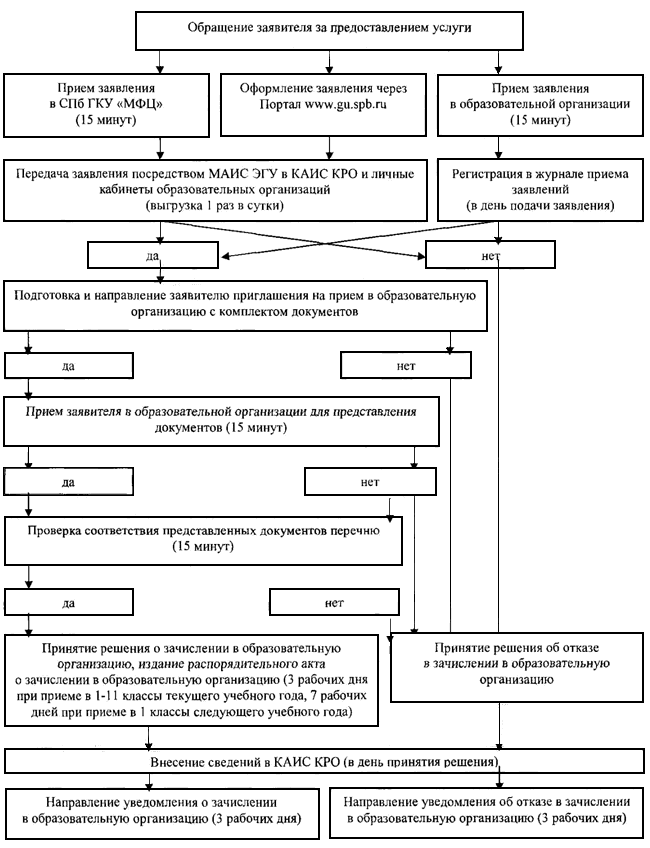 Обращение заявителя за предоставлением услуги
Прием заявления
в СПб ГКУ «МФЦ»
(15 минут)
Оформление заявления через
Портал www.gu.spb.ru
Прием заявления
в образовательной организации
(15 минут)
Передача заявления посредством МАИС ЭГУ в КАИС КРО и личные
кабинеты образовательных организаций
(выгрузка 1 раз в сутки)
Регистрация в журнале приема
заявлений
(в день подачи заявления)
да
нет
Подготовка и направление заявителю приглашения на прием в образовательную
организацию с комплектом документов
да
нет
Прием заявителя в образовательной организации для представления
документов (15 минут)
да
нет
Проверка соответствия представленных документов перечню
(15 минут)
да
нет
Принятие решения о зачислении в образовательную
организацию, издание распорядительного акта
о зачислении в образовательную организацию (3 рабочих дня
при приеме в 1-11 классы текущего учебного года, 7 рабочих
дней при приеме в 1 классы следующего учебного года)
Принятие решения об отказе
в зачислении в образовательную
организацию
Внесение сведений в КАИС КРО (в день принятия решения)
Направление уведомления о зачислении
в образовательную организацию (3 рабочих дня)
Направление уведомления об отказе в зачислении
в образовательную организацию (3 рабочих дня)